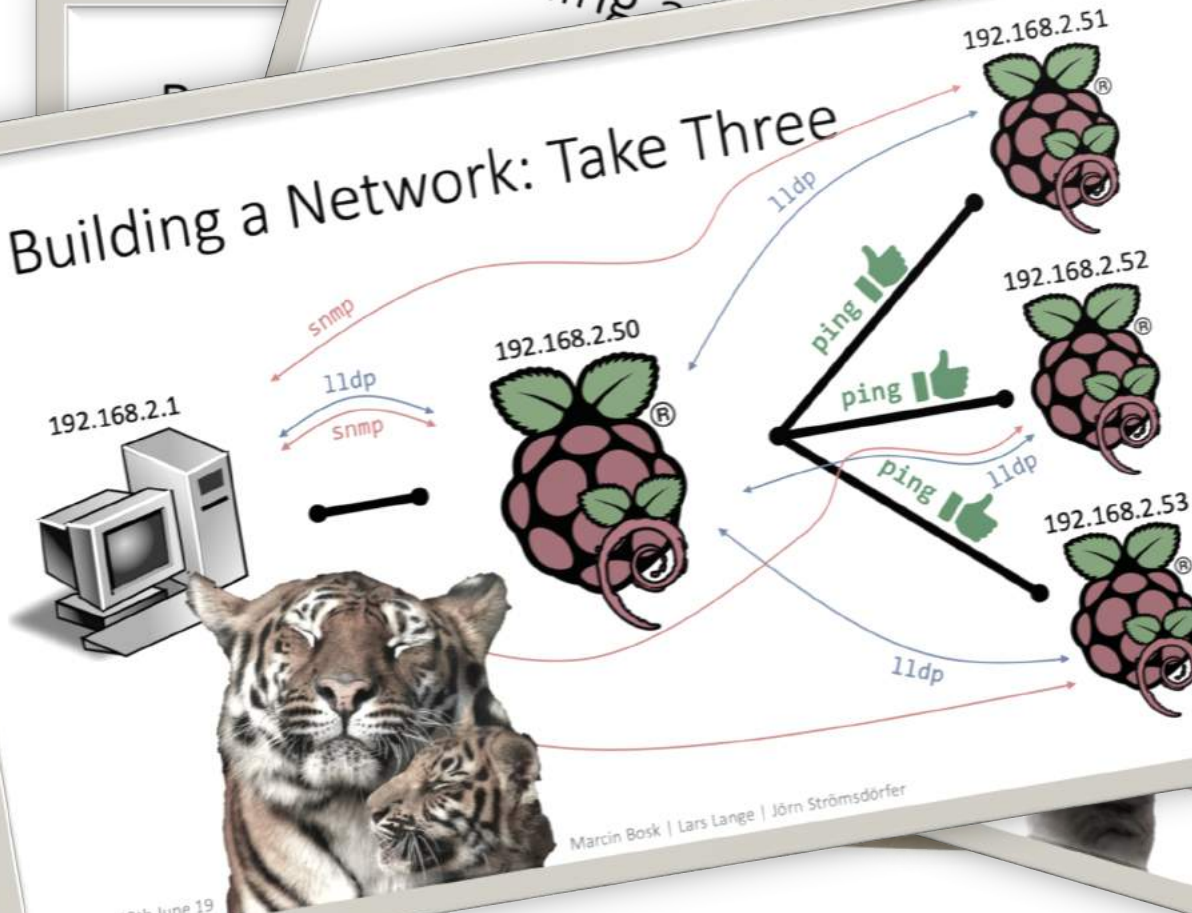 Building a Network: Take Three
192.168.2.51
lldp
snmp
ping
192.168.2.52
192.168.2.50
lldp
ping
192.168.2.1
snmp
ping
lldp
192.168.2.53
lldp
Marcin Bosk | Lars Lange | Jörn Strömsdörfer
June 19